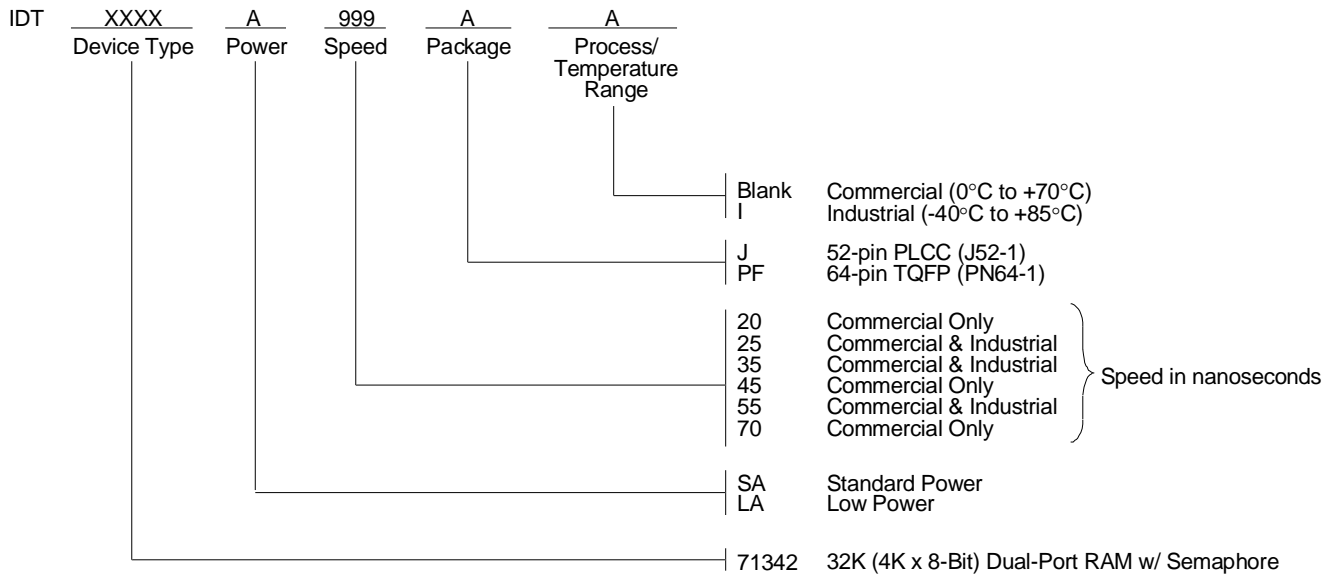 IDT XXXX A 999 A A
Device Type Power Speed Package Process/
Temperature
Range
Blank Commercial (0°C to +70°C)
I Industrial (-40°C to +85°C)
J 52-pin PLCC (J52-1)
PF 64-pin TQFP (PN64-1)
20 Commercial Only
25 Commercial & Industrial
35 Commercial & Industrial
45 Commercial Only
55 Commercial & Industrial
70 Commercial Only
Speed in nanoseconds
SA Standard Power
LA Low Power
71342 32K (4K x 8-Bit) Dual-Port RAM w/ Semaphore